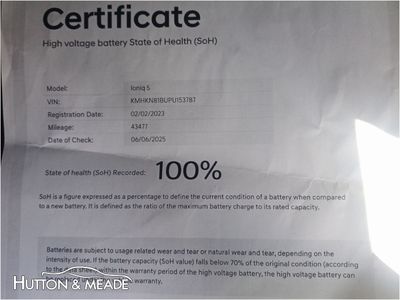 Certificate
High voltage battery State of Health (SoH)
Model: Ioniq 5
VIN: KMHKN81BUPU153787
Registration Date: 02/02/2023
Mileage: 43477
Date of Check: 06/06/2025
State of health (SoH) Recorded: 100%
SoH is a figure expressed as a percentage to define the current condition of a battery when compared
to a new battery. It is defined as the ratio of the maximum battery charge to its rated capacity.
Batteries are subject to usage related wear and tear or natural wear and tear, depending on the
intensity of use. If the battery capacity (SoH value) falls below 70% of the original condition (according
to the data sheet) within the warranty period of the high voltage battery, the high voltage battery can
be warranty.
HUTTON & MEADE